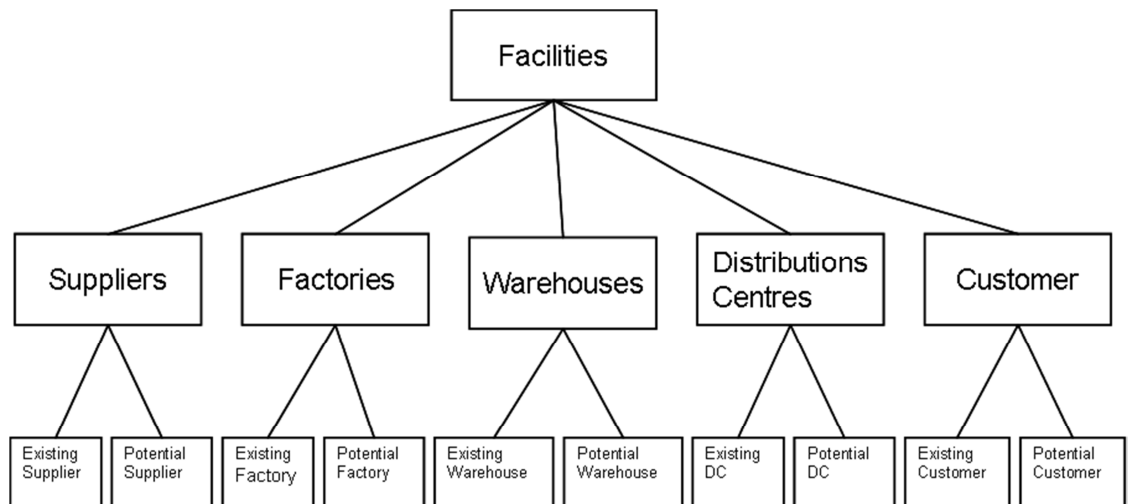 Facilities
Suppliers
Factories
Warehouses
Distributions
Centres
Customer
Existing
Supplier
Potential
Supplier
Existing
Factory
Potential
Factory
Existing
Warehouse
Potential
Warehouse
Existing
DC
Potential
DC
Existing
Customer
Potential
Customer